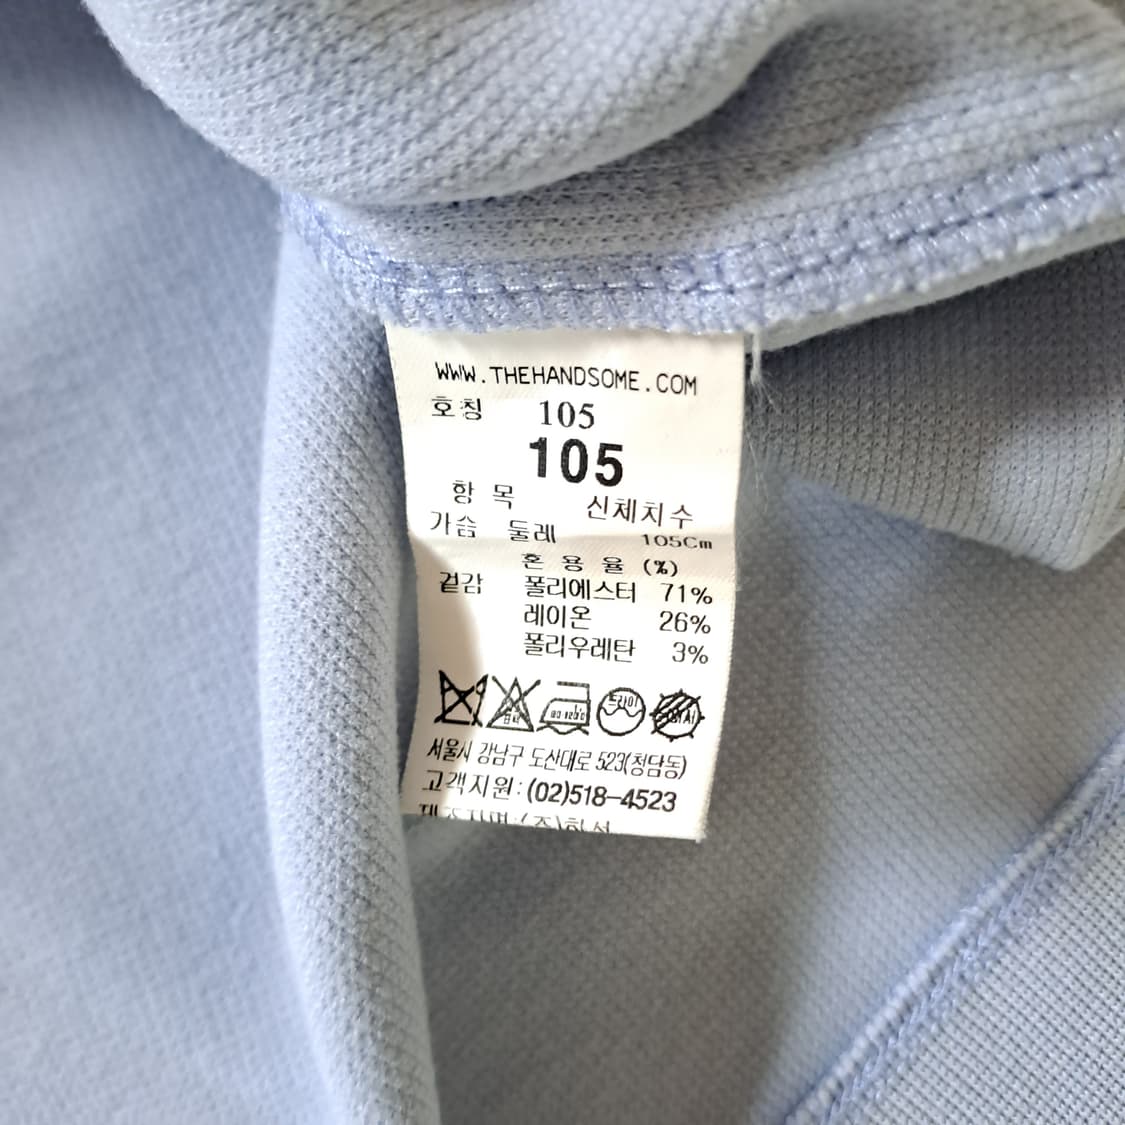 WWW.THEHANDSOME.COM
호칭 105
105
항 목 신체치수
가슴 둘레 105Cm
혼 용 율 (%)
겉감 폴리에스터 71%
레이온 26%
폴리우레탄 3%
드라이
서울시 강남구 도산대로 523(청담동)
고객지원:(02)518-4523